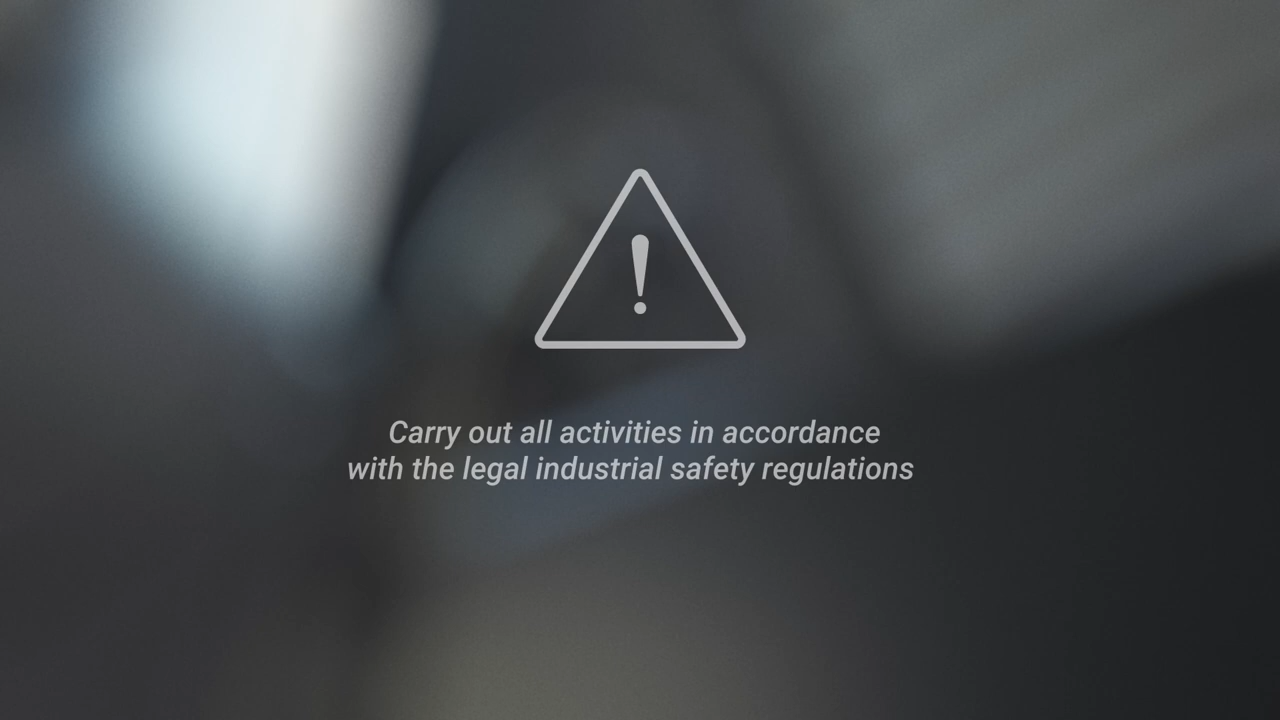 Carry out all activities in accordance
with the legal industrial safety regulations